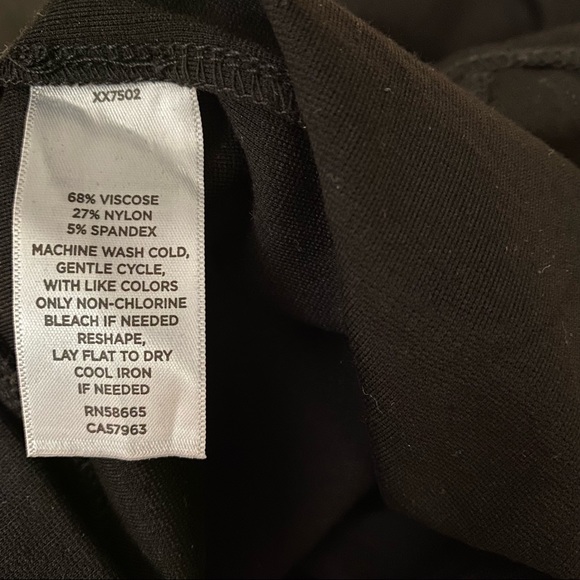 XX7502
68% VISCOSE
27% NYLON
5% SPANDEX
MACHINE WASH COLD,
GENTLE CYCLE,
WITH LIKE COLORS
ONLY NON-CHLORINE
BLEACH IF NEEDED
RESHAPE,
LAY FLAT TO DRY
COOL IRON
IF NEEDED
RN58665
CA57963